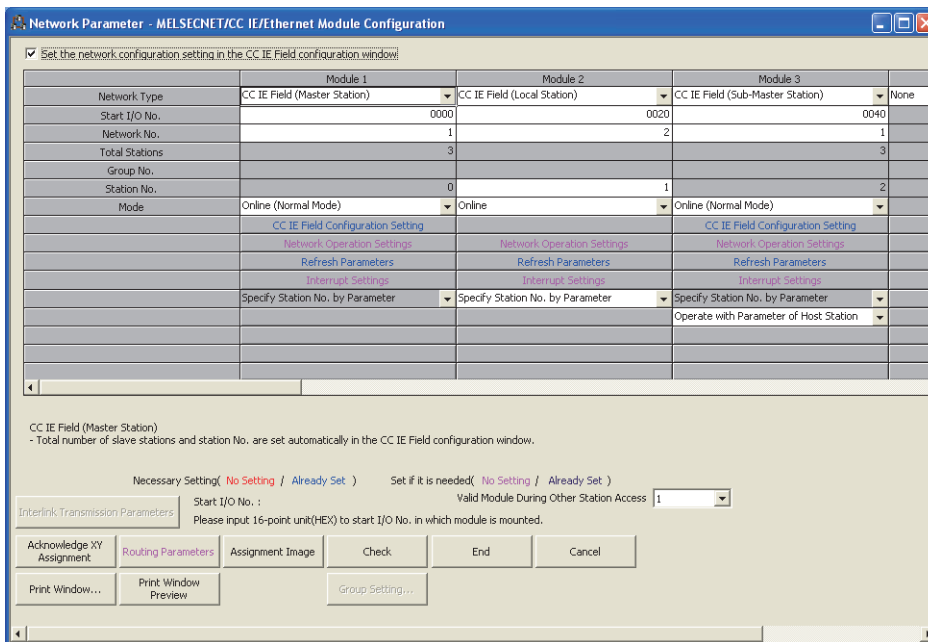 Network Parameter - MELSECNET/CC IE/Ethernet Module Configuration
Set the network configuration setting in the CC IE Field configuration window
Module 1 Module 2 Module 3
Network Type CC IE Field (Master Station) CC IE Field (Local Station) CC IE Field (Sub-Master Station) None
Start I/O No. 0000 0020 0040
Network No. 1 2 1
Total Stations 3 3
Group No.
Station No. 0 1 2
Mode Online (Normal Mode) Online Online (Normal Mode)
CC IE Field Configuration Setting CC IE Field Configuration Setting
Network Operation Settings Network Operation Settings Network Operation Settings
Refresh Parameters Refresh Parameters Refresh Parameters
Interrupt Settings Interrupt Settings Interrupt Settings
Specify Station No. by Parameter Specify Station No. by Parameter Specify Station No. by Parameter
Operate with Parameter of Host Station
CC IE Field (Master Station)
- Total number of slave stations and station No. are set automatically in the CC IE Field configuration window.
Necessary Setting( No Setting / Already Set ) Set if it is needed( No Setting / Already Set )
Interlink Transmission Parameters Start I/O No. : Valid Module During Other Station Access 1
Please input 16-point unit(HEX) to start I/O No. in which module is mounted.
Acknowledge XY Assignment Routing Parameters Assignment Image Check End Cancel
Print Window... Print Window Preview Group Setting...